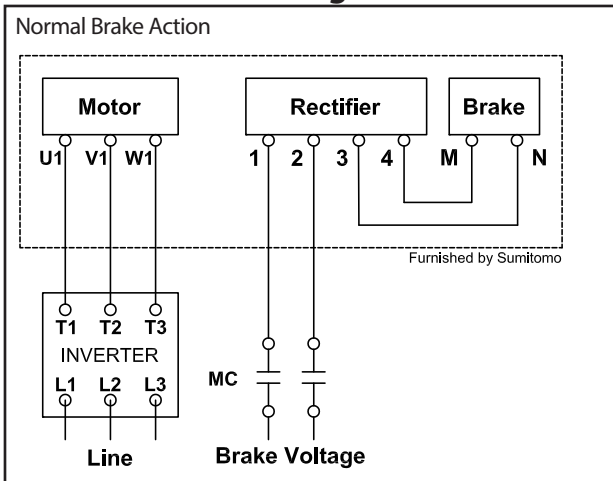 Normal Brake Action
Motor
Rectifier
Brake
U1 V1 W1
1 2 3 4
M N
Furnished by Sumitomo
T1 T2 T3
INVERTER
L1 L2 L3
MC
Line
Brake Voltage